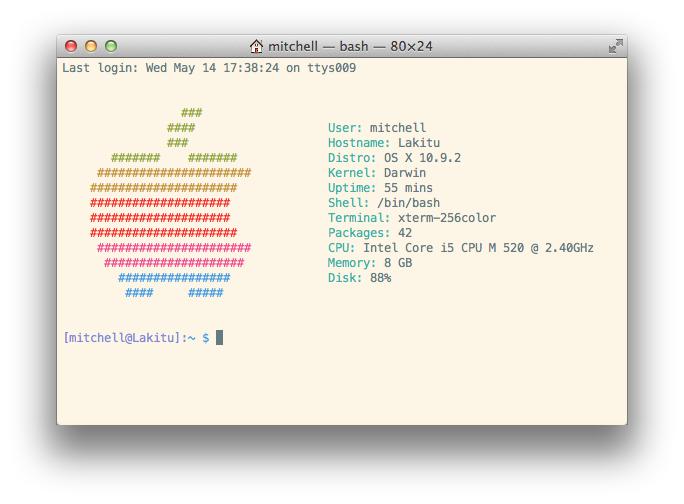 mitchell — bash — 80×24
Last login: Wed May 14 17:38:24 on ttys009
###
####
###
#######    #######
######################
#####################
####################
####################
#####################
######################
####################
################
####     #####
User: mitchell
Hostname: Lakitu
Distro: OS X 10.9.2
Kernel: Darwin
Uptime: 55 mins
Shell: /bin/bash
Terminal: xterm-256color
Packages: 42
CPU: Intel Core i5 CPU M 520 @ 2.40GHz
Memory: 8 GB
Disk: 88%
[mitchell@Lakitu]:~ $